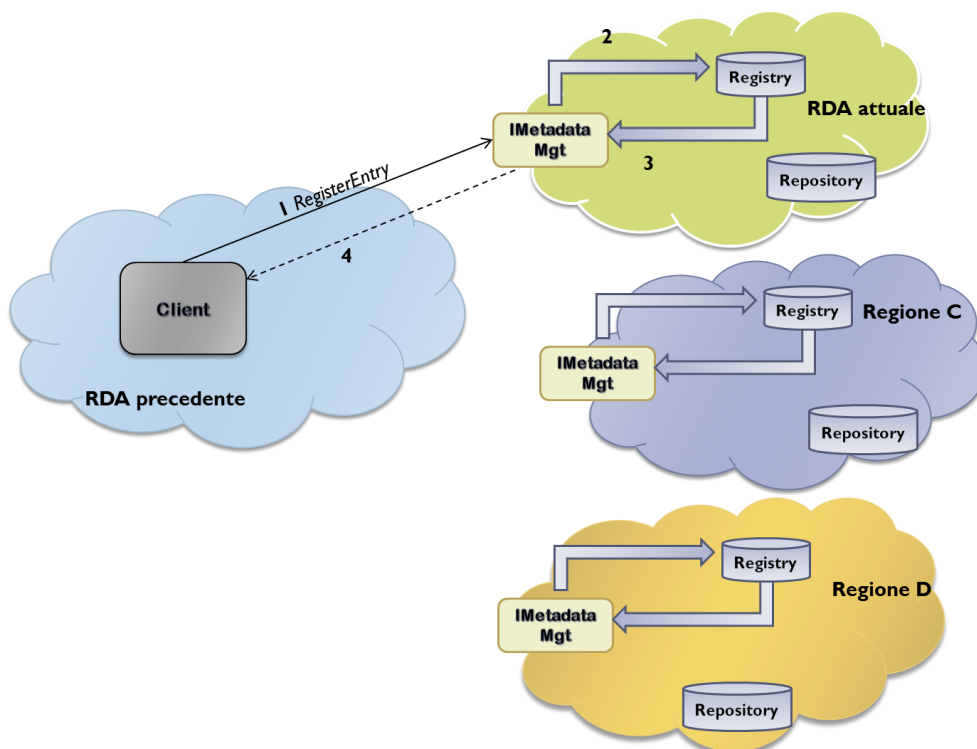 2
Registry
RDA attuale
IMetadata
Mgt
3
Repository
1 RegisterEntry
4
Client
RDA precedente
Registry
Regione C
IMetadata
Mgt
Repository
Registry
Regione D
IMetadata
Mgt
Repository